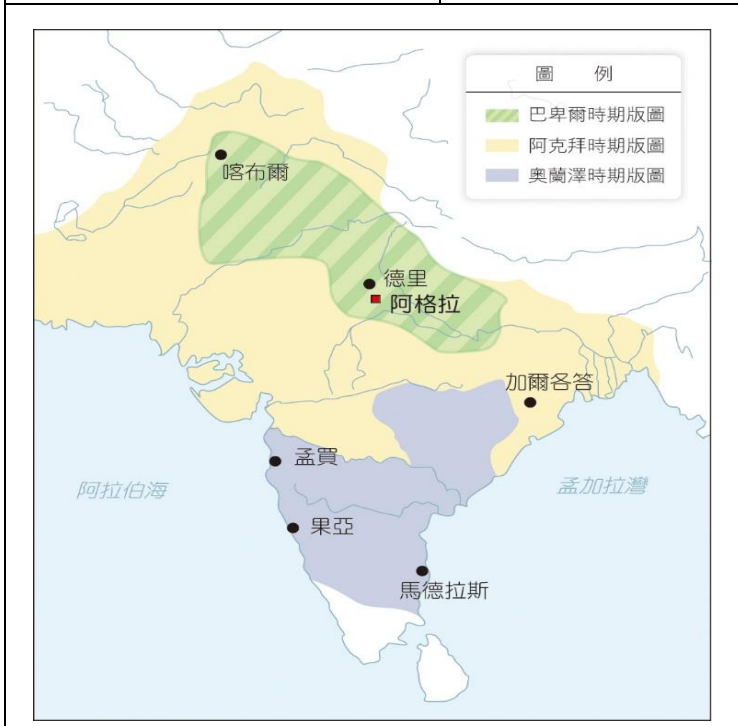 圖 例
巴卑爾時期版圖
阿克拜時期版圖
奧蘭澤時期版圖
喀布爾
德里
阿格拉
加爾各答
孟買
阿拉伯海
孟加拉灣
果亞
馬德拉斯